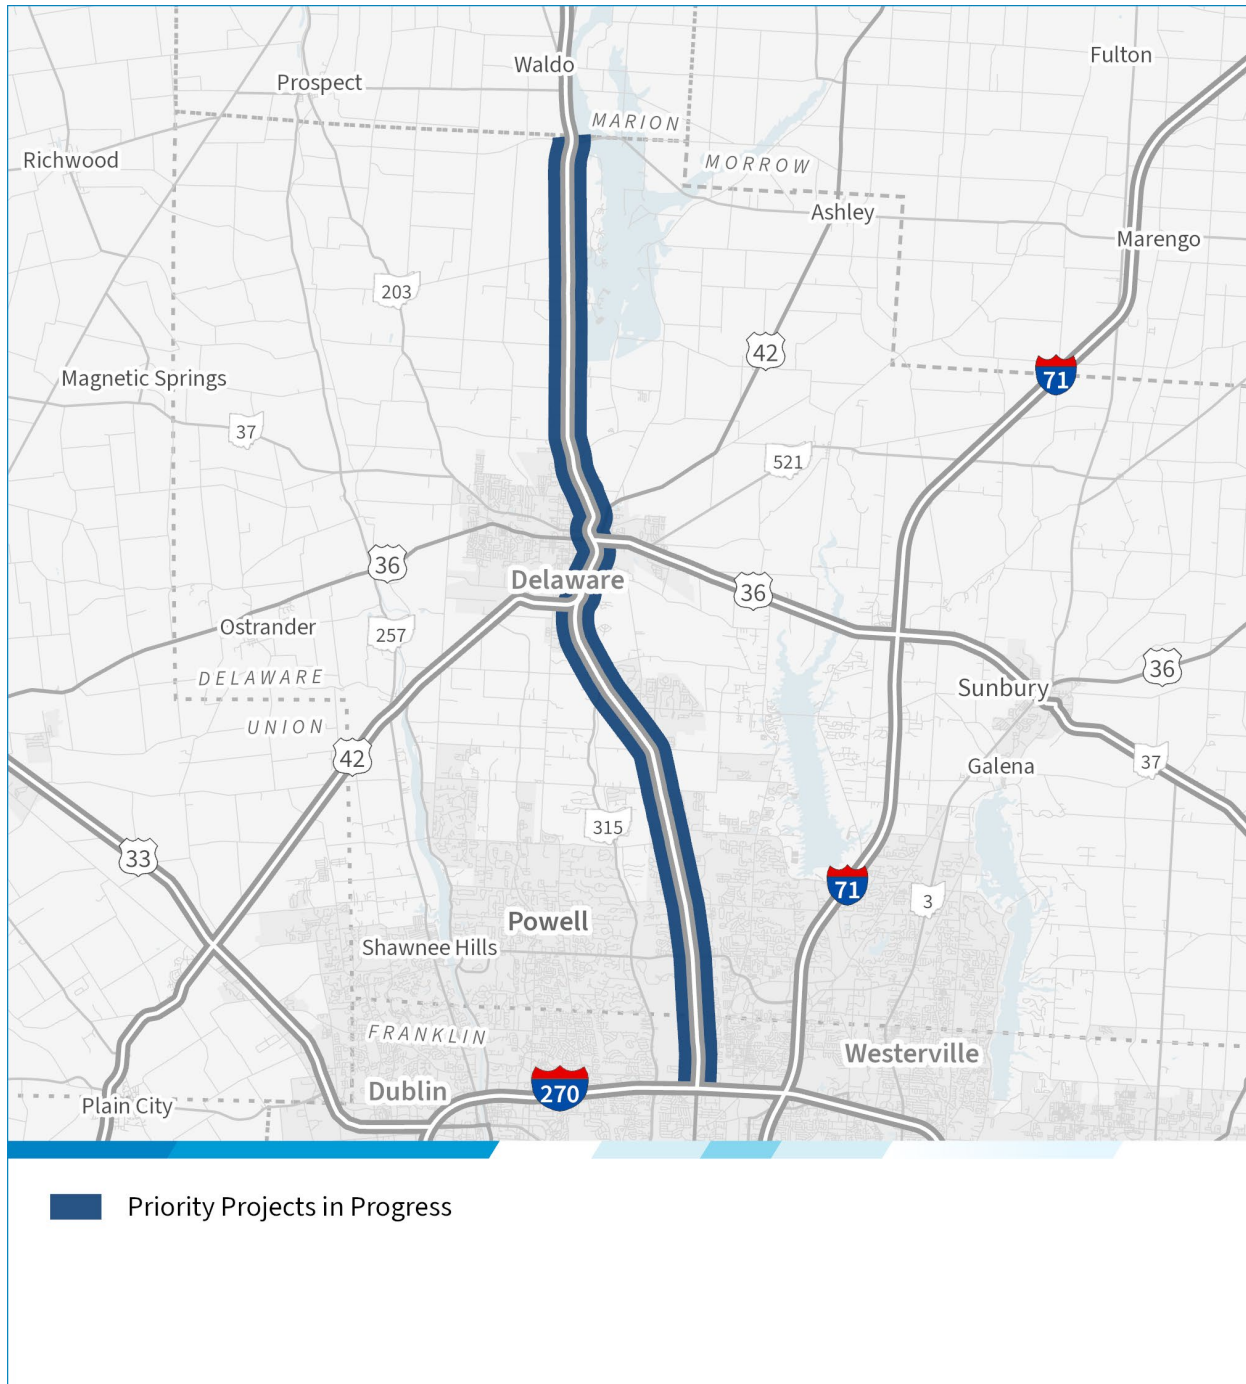 Waldo
Fulton
Prospect
MARION
Richwood
MORROW
Ashley
Marengo
203
42
71
Magnetic Springs
37
521
36
Delaware
36
Ostrander
257
36
DELAWARE
Sunbury
UNION
42
37
Galena
315
33
71
3
Powell
Shawnee Hills
FRANKLIN
Westerville
Dublin
270
Plain City
Priority Projects in Progress